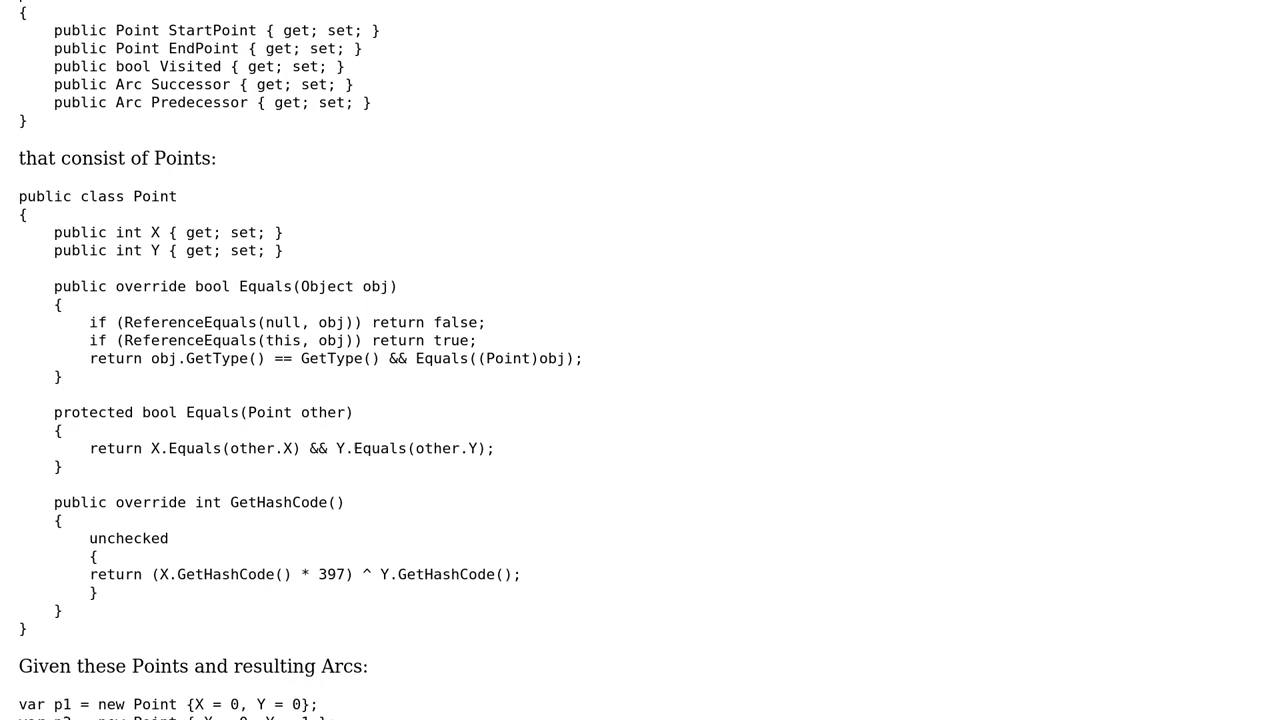 {
    public Point StartPoint { get; set; }
    public Point EndPoint { get; set; }
    public bool Visited { get; set; }
    public Arc Successor { get; set; }
    public Arc Predecessor { get; set; }
}
that consist of Points:
public class Point
{
    public int X { get; set; }
    public int Y { get; set; }
    public override bool Equals(Object obj)
    {
        if (ReferenceEquals(null, obj)) return false;
        if (ReferenceEquals(this, obj)) return true;
        return obj.GetType() == GetType() && Equals((Point)obj);
    }
    protected bool Equals(Point other)
    {
        return X.Equals(other.X) && Y.Equals(other.Y);
    }
    public override int GetHashCode()
    {
        unchecked
        {
        return (X.GetHashCode() * 397) ^ Y.GetHashCode();
        }
    }
}
Given these Points and resulting Arcs:
var p1 = new Point {X = 0, Y = 0};